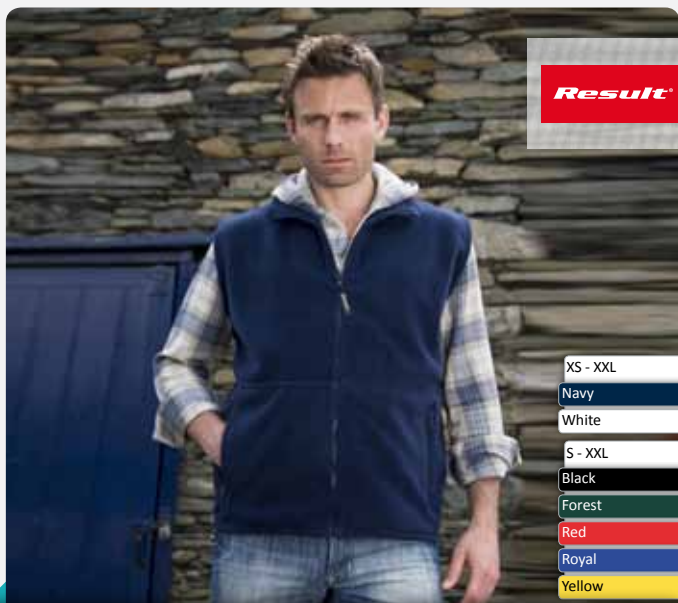 Result
XS - XXL
Navy
White
S - XXL
Black
Forest
Red
Royal
Yellow